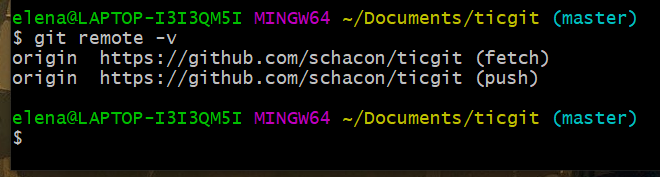 elena@LAPTOP-I3I3QM5I MINGW64 ~/Documents/ticgit (master)
$ git remote -v
origin  https://github.com/schacon/ticgit (fetch)
origin  https://github.com/schacon/ticgit (push)
elena@LAPTOP-I3I3QM5I MINGW64 ~/Documents/ticgit (master)
$